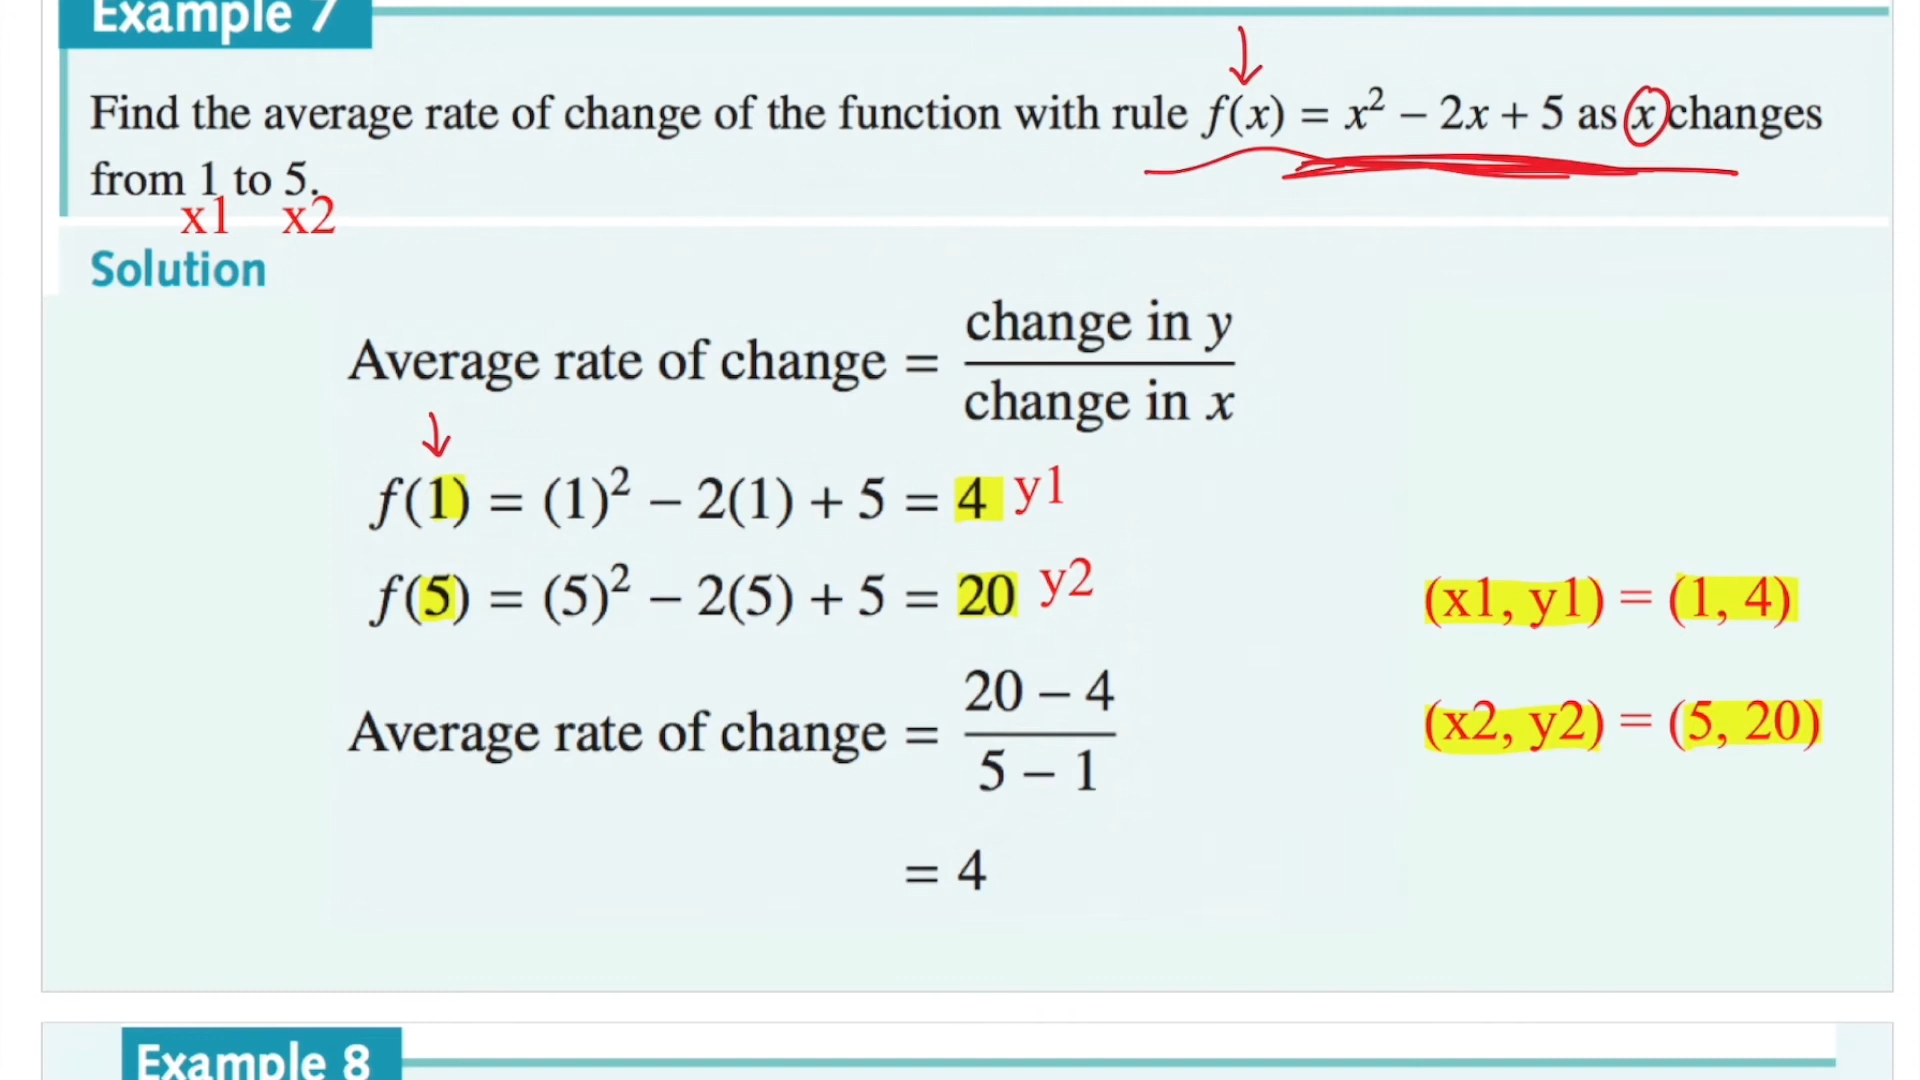 Example 7
Find the average rate of change of the function with rule f(x) = x² − 2x + 5 as x changes
from 1 to 5.
x1 x2
Solution
Average rate of change = change in y / change in x
f(1) = (1)² − 2(1) + 5 = 4 y1
f(5) = (5)² − 2(5) + 5 = 20 y2
(x1, y1) = (1, 4)
Average rate of change = 20 − 4 / 5 − 1
(x2, y2) = (5, 20)
= 4
Example 8